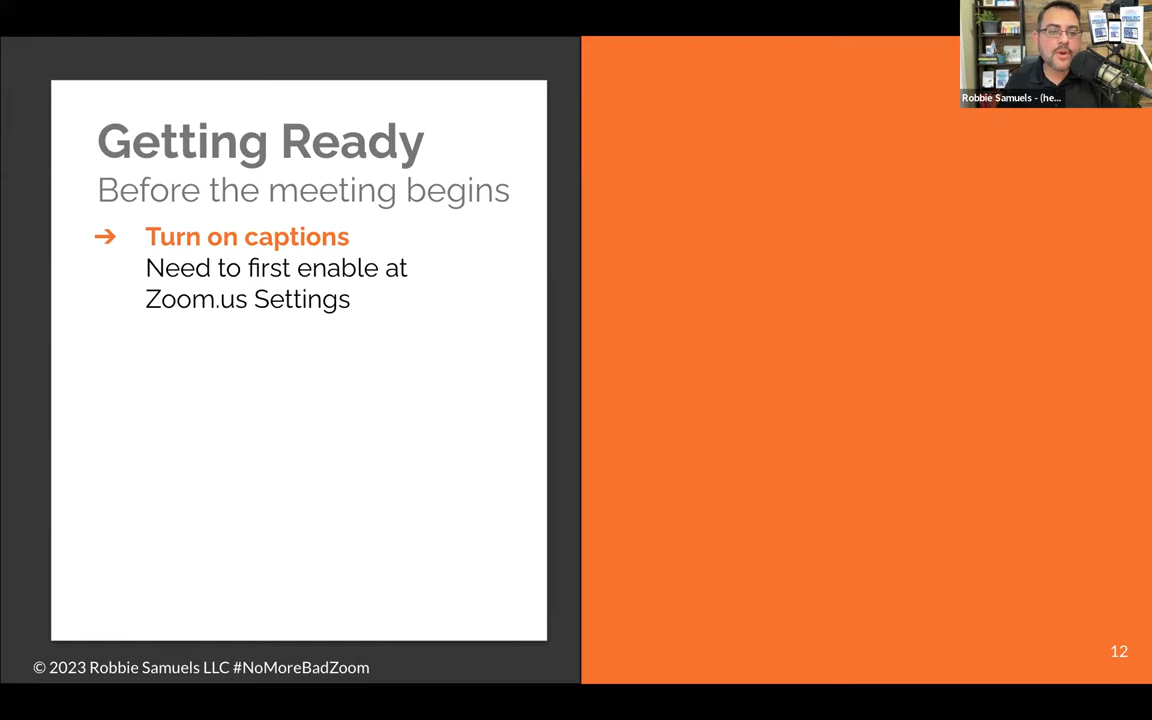 Robbie Samuels - (he...
Getting Ready
Before the meeting begins
➔ Turn on captions
Need to first enable at
Zoom.us Settings
12
© 2023 Robbie Samuels LLC #NoMoreBadZoom